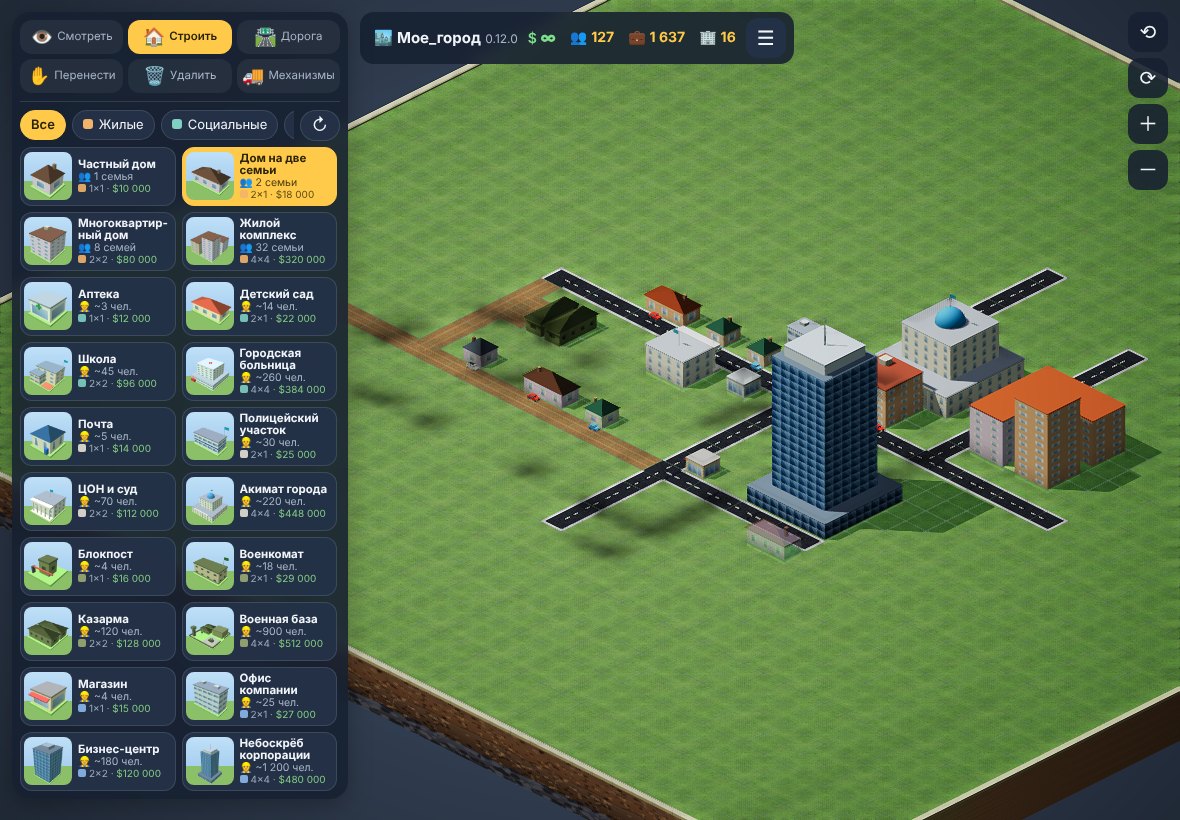 Смотреть
Строить
Дорога
Перенести
Удалить
Механизмы
Мое_город 0.12.0 $ ∞ 127 1 637 16
Все
Жилые
Социальные
Частный дом
1 семья
1×1 · $10 000
Дом на две
семьи
2 семьи
2×1 · $18 000
Многоквартир-
ный дом
8 семей
2×2 · $80 000
Жилой
комплекс
32 семьи
4×4 · $320 000
Аптека
~3 чел.
1×1 · $12 000
Детский сад
~14 чел.
2×1 · $22 000
Школа
~45 чел.
2×2 · $96 000
Городская
больница
~260 чел.
4×4 · $384 000
Почта
~5 чел.
1×1 · $14 000
Полицейский
участок
~30 чел.
2×1 · $25 000
ЦОН и суд
~70 чел.
2×2 · $112 000
Акимат города
~220 чел.
4×4 · $448 000
Блокпост
~4 чел.
1×1 · $16 000
Военкомат
~18 чел.
2×1 · $29 000
Казарма
~120 чел.
2×2 · $128 000
Военная база
~900 чел.
4×4 · $512 000
Магазин
~4 чел.
1×1 · $15 000
Офис
компании
~25 чел.
2×1 · $27 000
Бизнес-центр
~180 чел.
2×2 · $120 000
Небоскрёб
корпорации
~1 200 чел.
4×4 · $480 000